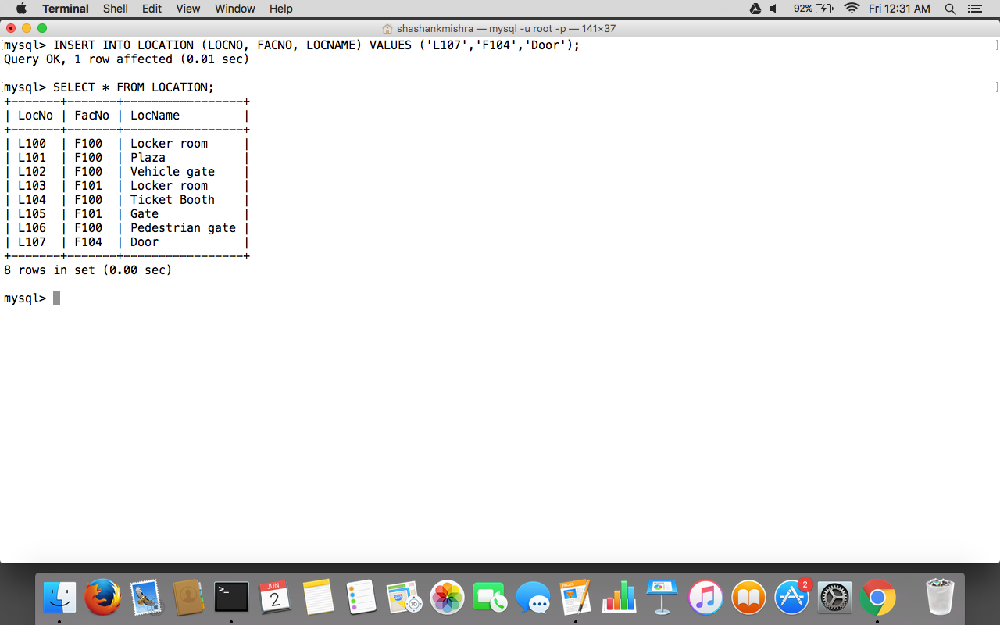 Terminal Shell Edit View Window Help 92% Fri 12:31 AM
shashankmishra — mysql -u root -p — 141×37
mysql> INSERT INTO LOCATION (LOCNO, FACNO, LOCNAME) VALUES ('L107','F104','Door');
Query OK, 1 row affected (0.01 sec)
mysql> SELECT * FROM LOCATION;
+-------+-------+-----------------+
| LocNo | FacNo | LocName         |
+-------+-------+-----------------+
| L100  | F100  | Locker room     |
| L101  | F100  | Plaza           |
| L102  | F100  | Vehicle gate    |
| L103  | F101  | Locker room     |
| L104  | F100  | Ticket Booth    |
| L105  | F101  | Gate            |
| L106  | F100  | Pedestrian gate |
| L107  | F104  | Door            |
+-------+-------+-----------------+
8 rows in set (0.00 sec)
mysql>
>_
JUN
2
3D
PAGES
2